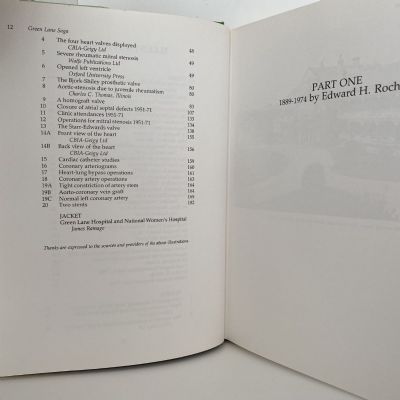 12 Green Lane Saga
4 The four heart valves displayed 48
CBIA-Geigy Ltd
5 Severe rheumatic mitral stenosis 49
Wolfe Publications Ltd
6 Opened left ventricle 49
Oxford University Press
7 The Bjork-Shiley prosthetic valve 80
8 Aortic-stenosis due to juvenile rheumatism 80
Charles C. Thomas, Illinois
9 A homograft valve 83
10 Closure of atrial septal defects 1951-71
11 Clinic attendances 1951-71 107
12 Operations for mitral stenosis 1951-71 133
13 The Starr-Edwards valve 134
14A Front view of the heart 138
CBIA-Geigy Ltd
14B Back view of the heart
CBIA-Geigy Ltd 156
15 Cardiac catheter studies 159
16 Coronary arteriograms 160
17 Heart-lung bypass operations 161
18 Coronary artery operations 164
19A Tight constriction of artery stem 164
19B Aorto-coronary vein graft 164
19C Normal left coronary artery 169
20 Two stents 182
JACKET
Green Lane Hospital and National Women's Hospital
James Ramage
Thanks are expressed to the sources and providers of the above illustrations.
PART ONE
1889-1974 by Edward H. Roch